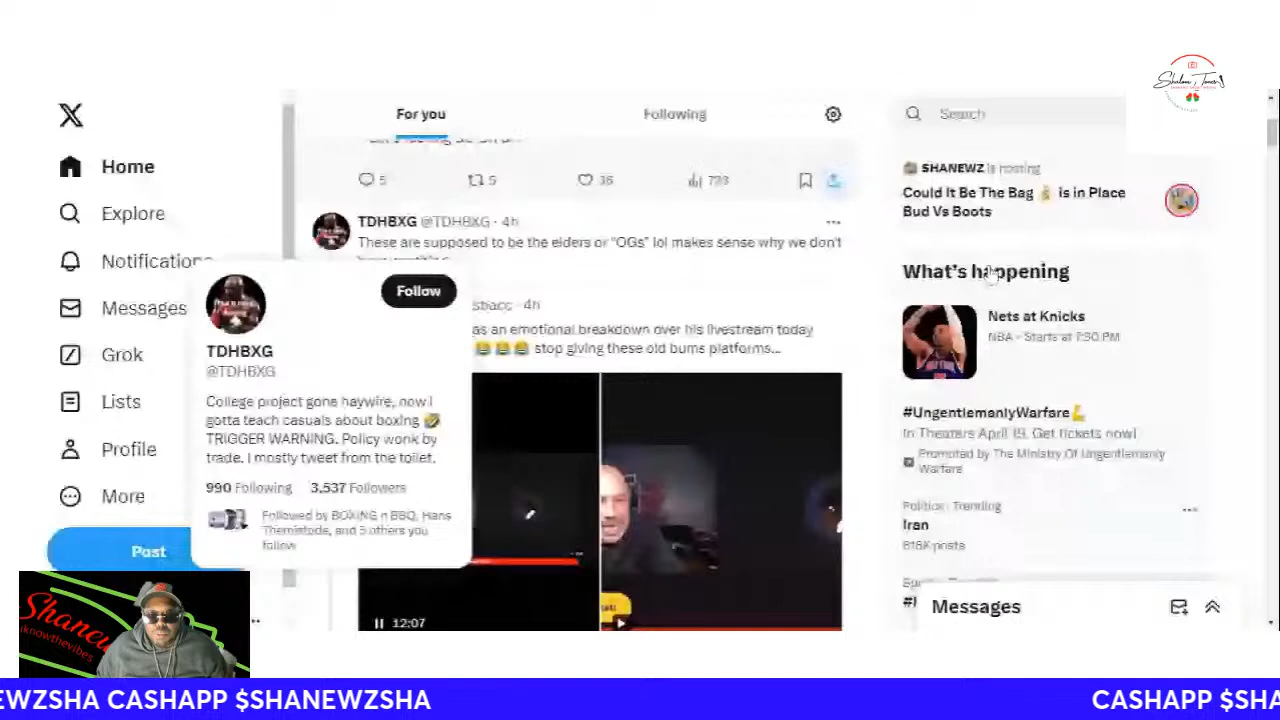 For you
Following
Search
Home
Explore
Notifications
Messages
Grok
Lists
Profile
More
Post
5
5
36
TDHBXG @TDHBXG · 4h
These are supposed to be the elders or "OGs" lol makes sense why we don't
· 4h
as an emotional breakdown over his livestream today
😂😂😂 stop giving these old bums platforms...
12:07
Follow
TDHBXG
@TDHBXG
College project gone haywire, now I
gotta teach casuals about boxing 🤣
TRIGGER WARNING. Policy wonk by
trade. I mostly tweet from the toilet.
990 Following 3,537 Followers
Followed by BOXING n BBQ, Hans
Themistode, and 5 others you
follow
SHANEWZ is hosting
Could It Be The Bag 💰 is in Place
Bud Vs Boots
What's happening
Nets at Knicks
NBA · Starts at 7:30 PM
#UngentlemanlyWarfare💪
In Theaters April 19. Get tickets now!
Promoted by The Ministry Of Ungentlemanly
Warfare
Politics · Trending
Iran
posts
Messages
Shanew
iknowthevibes
EWZSHA CASHAPP $SHANEWZSHA
CASHAPP $SHA